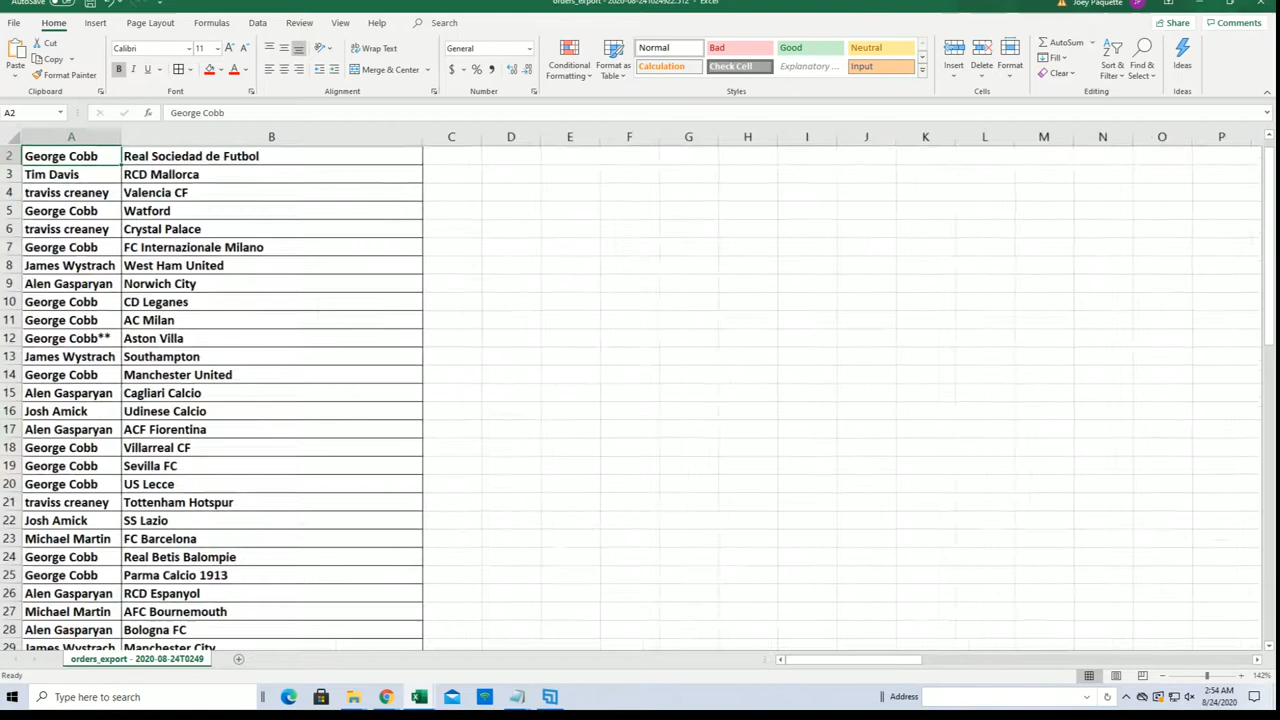 AutoSave
orders_export - 2020-08-24T024922.312 - Excel
Joey Paquette JP
File Home Insert Page Layout Formulas Data Review View Help Search Share Comments
Paste Cut Copy Format Painter Clipboard
Calibri 11 B I U A Font
Wrap Text Merge & Center Alignment
General $ % Number
Conditional Formatting Format as Table
Normal Bad Good Neutral
Calculation Check Cell Explanatory ... Input
Styles
Insert Delete Format Cells
AutoSum Fill Clear Sort & Filter Find & Select Editing
Ideas Ideas
A2 fx George Cobb
A B C D E F G H I J K L M N O P
2 George Cobb Real Sociedad de Futbol
3 Tim Davis RCD Mallorca
4 traviss creaney Valencia CF
5 George Cobb Watford
6 traviss creaney Crystal Palace
7 George Cobb FC Internazionale Milano
8 James Wystrach West Ham United
9 Alen Gasparyan Norwich City
10 George Cobb CD Leganes
11 George Cobb AC Milan
12 George Cobb** Aston Villa
13 James Wystrach Southampton
14 George Cobb Manchester United
15 Alen Gasparyan Cagliari Calcio
16 Josh Amick Udinese Calcio
17 Alen Gasparyan ACF Fiorentina
18 George Cobb Villarreal CF
19 George Cobb Sevilla FC
20 George Cobb US Lecce
21 traviss creaney Tottenham Hotspur
22 Josh Amick SS Lazio
23 Michael Martin FC Barcelona
24 George Cobb Real Betis Balompie
25 George Cobb Parma Calcio 1913
26 Alen Gasparyan RCD Espanyol
27 Michael Martin AFC Bournemouth
28 Alen Gasparyan Bologna FC
29 James Wystrach Manchester City
orders_export - 2020-08-24T0249
Ready 142%
Type here to search Address 2:54 AM
8/24/2020